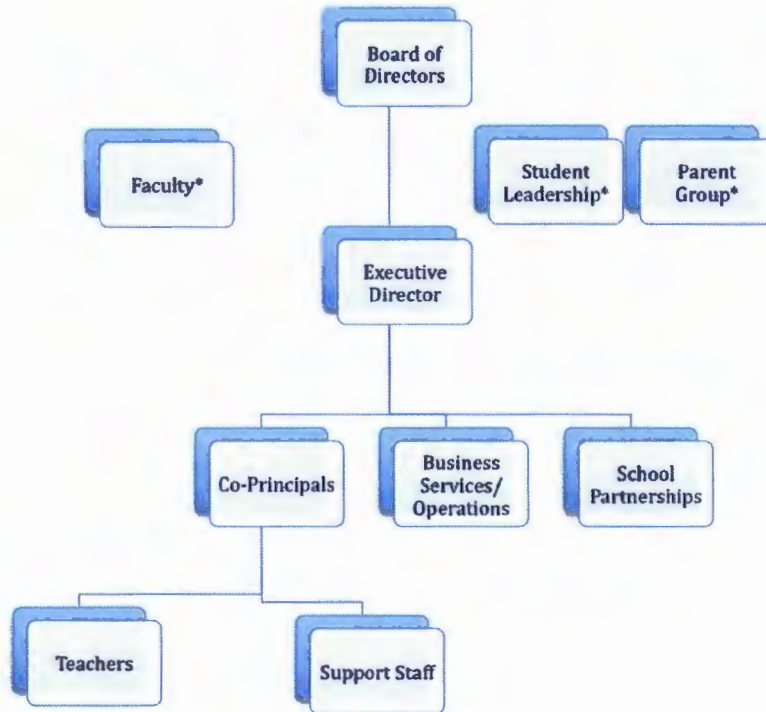 Board of
Directors
Faculty*
Student
Leadership*
Parent
Group*
Executive
Director
Co-Principals
Business
Services/
Operations
School
Partnerships
Teachers
Support Staff